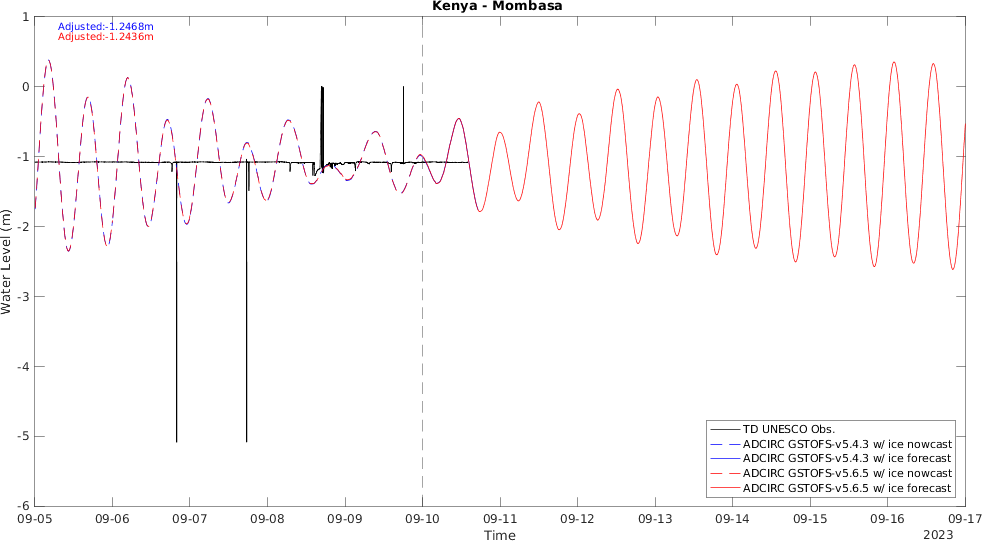 Kenya - Mombasa
Adjusted:-1.2468m
Adjusted:-1.2436m
1
0
-1
-2
-3
-4
-5
-6
Water Level (m)
TD UNESCO Obs.
ADCIRC GSTOFS-v5.4.3 w/ ice nowcast
ADCIRC GSTOFS-v5.4.3 w/ ice forecast
ADCIRC GSTOFS-v5.6.5 w/ ice nowcast
ADCIRC GSTOFS-v5.6.5 w/ ice forecast
09-05 09-06 09-07 09-08 09-09 09-10 09-11 09-12 09-13 09-14 09-15 09-16 09-17
Time
2023